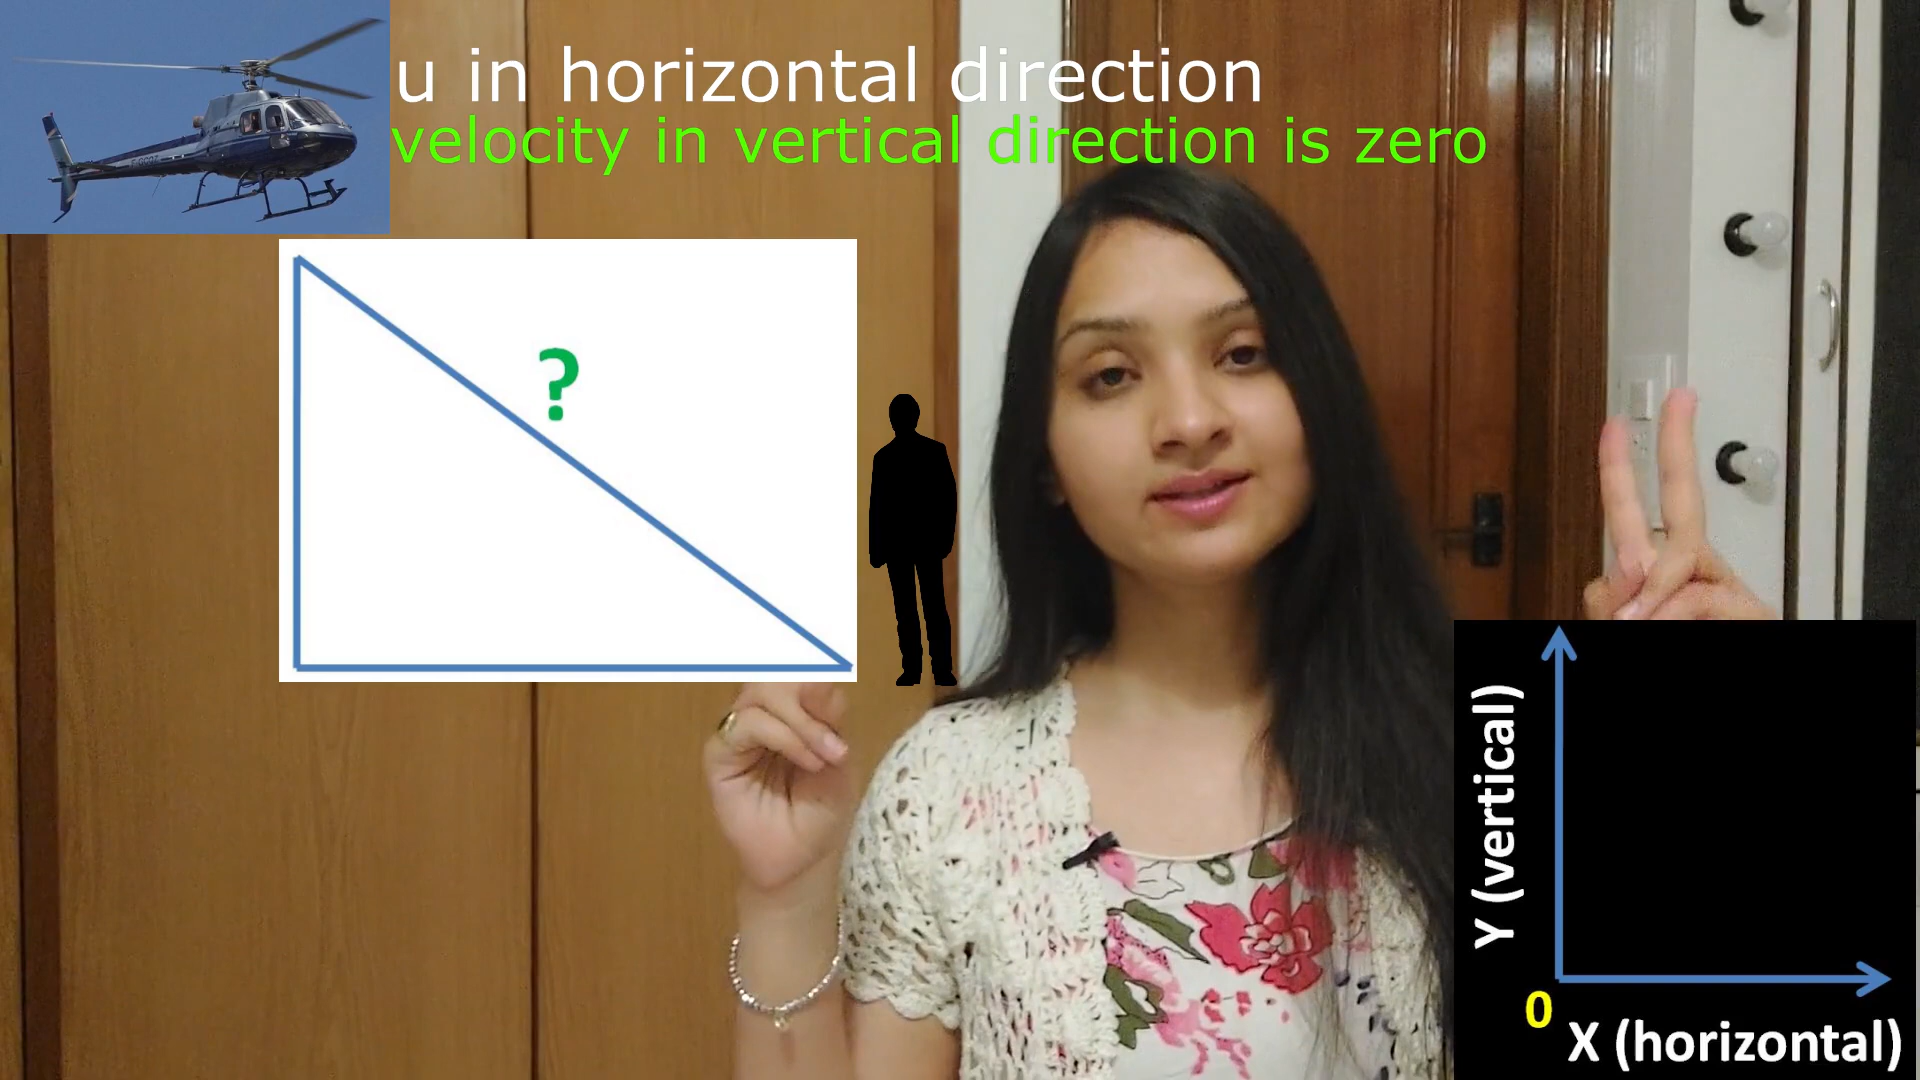 u in horizontal direction
velocity in vertical direction is zero
?
Y (vertical)
0
X (horizontal)